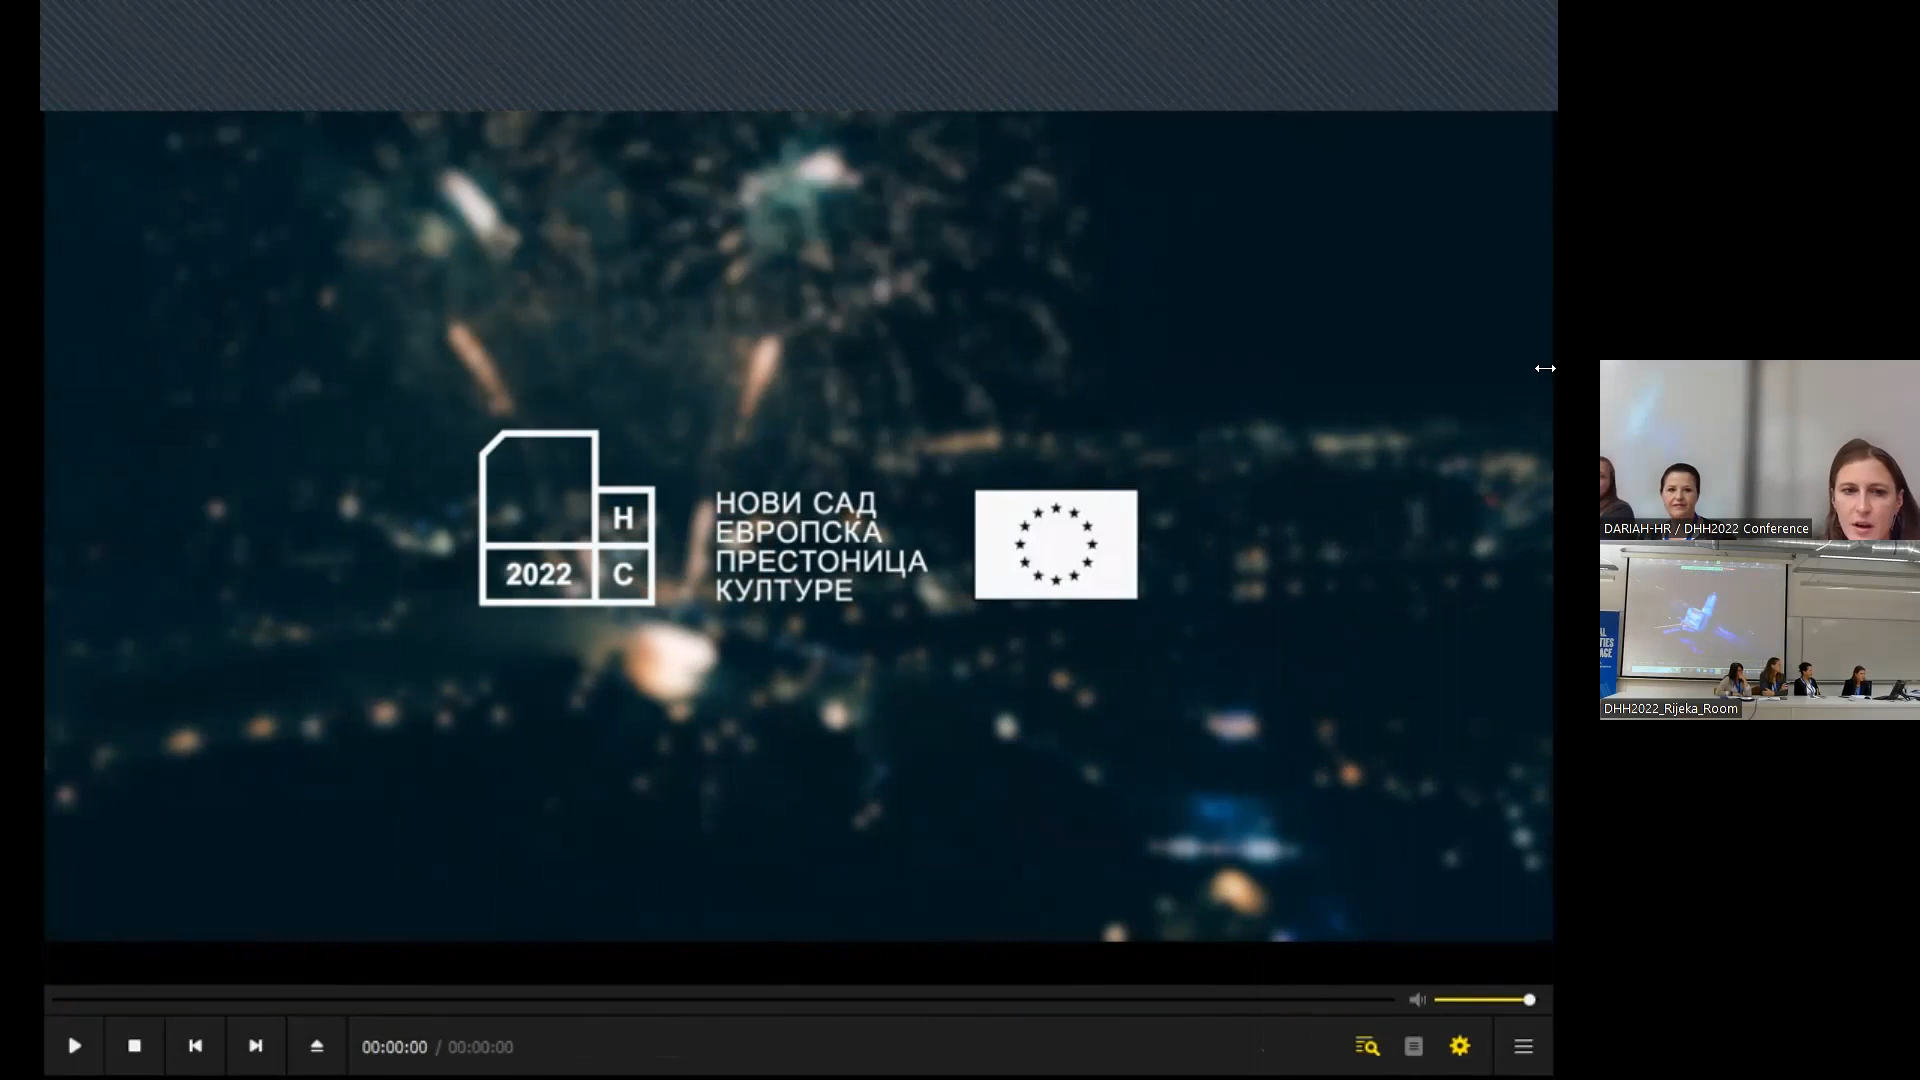 Н
2022
С
НОВИ САД
ЕВРОПСКА
ПРЕСТОНИЦА
КУЛТУРЕ
DARIAH-HR / DHH2022 Conference
DHH2022_Rijeka_Room
00:00:00 / 00:00:00